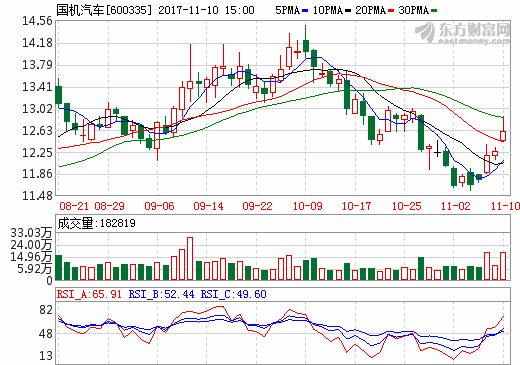 国机汽车[600335] 2017-11-10 15:00 5PMA 10PMA 20PMA 30PMA
东方财富网
eastmoney.com
14.56
14.18
13.79
13.41
13.02
12.63
12.25
11.86
11.48
08-21 08-29 09-06 09-14 09-22 10-09 10-17 10-25 11-02 11-10
成交量:182819
33.03万
24.00万
14.96万
5.92万
0
RSI_A:65.91 RSI_B:52.44 RSI_C:49.60
82
48
13